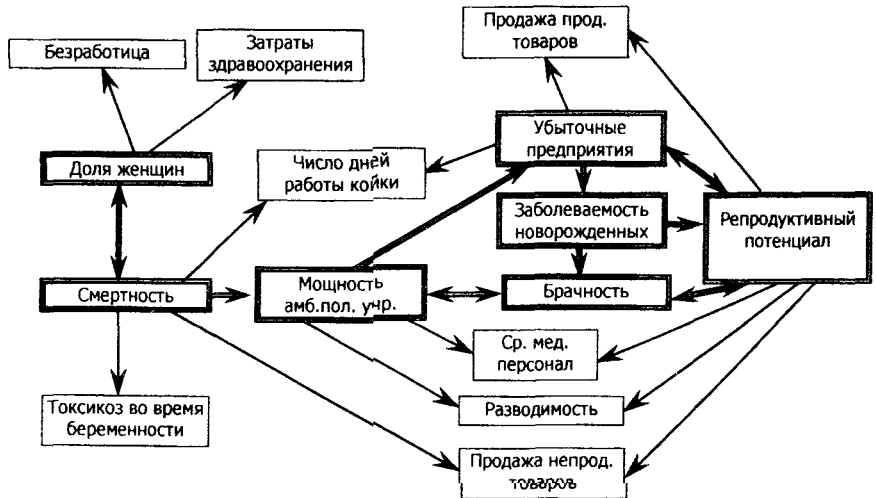 Продажа прод.
товаров
Безработица
Затраты
здравоохранения
Убыточные
предприятия
Число дней
работы койки
Доля женщин
Заболеваемость
новорожденных
Репродуктивный
потенциал
Смертность
Мощность
амб.пол. учр.
Брачность
Ср. мед.
персонал
Токсикоз во время
беременности
Разводимость
Продажа непрод.
товаров